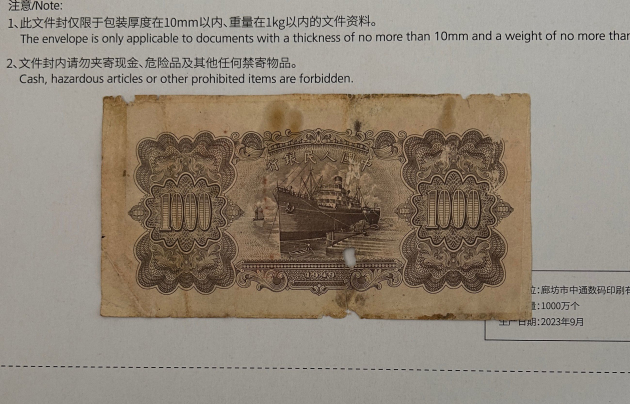 注意/Note:
1、此文件封仅限于包装厚度在10mm以内、重量在1kg以内的文件资料。
The envelope is only applicable to documents with a thickness of no more than 10mm and a weight of no more than
2、文件封内请勿夹寄现金、危险品及其他任何禁寄物品。
Cash, hazardous articles or other prohibited items are forbidden.
行銀民人國中
1000
1000
1949
位:廊坊市中通数码印刷有
量:1000万个
生产日期:2023年9月